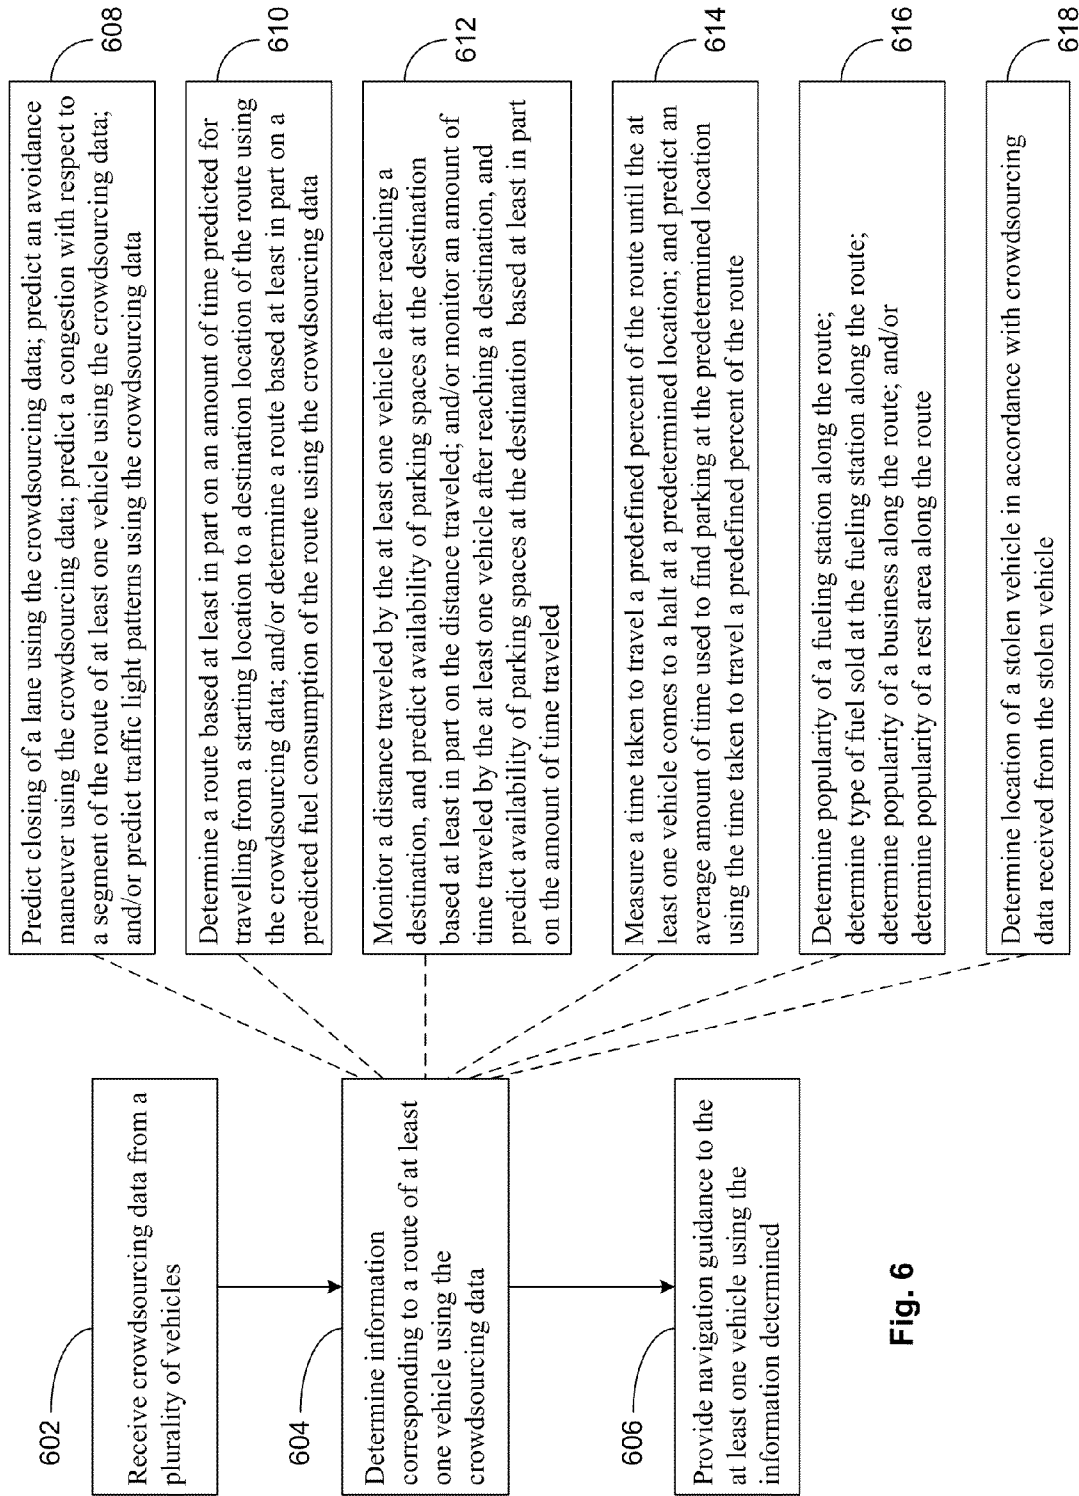 602
Receive crowdsourcing data from a
plurality of vehicles
604
Determine information
corresponding to a route of at least
one vehicle using the
crowdsourcing data
606
Provide navigation guidance to the
at least one vehicle using the
information determined
608
Predict closing of a lane using the crowdsourcing data; predict an avoidance
maneuver using the crowdsourcing data; predict a congestion with respect to
a segment of the route of at least one vehicle using the crowdsourcing data;
and/or predict traffic light patterns using the crowdsourcing data
610
Determine a route based at least in part on an amount of time predicted for
travelling from a starting location to a destination location of the route using
the crowdsourcing data; and/or determine a route based at least in part on a
predicted fuel consumption of the route using the crowdsourcing data
612
Monitor a distance traveled by the at least one vehicle after reaching a
destination, and predict availability of parking spaces at the destination
based at least in part on the distance traveled; and/or monitor an amount of
time traveled by the at least one vehicle after reaching a destination, and
predict availability of parking spaces at the destination based at least in part
on the amount of time traveled
614
Measure a time taken to travel a predefined percent of the route until the at
least one vehicle comes to a halt at a predetermined location; and predict an
average amount of time used to find parking at the predetermined location
using the time taken to travel a predefined percent of the route
616
Determine popularity of a fueling station along the route;
determine type of fuel sold at the fueling station along the route;
determine popularity of a business along the route; and/or
determine popularity of a rest area along the route
618
Determine location of a stolen vehicle in accordance with crowdsourcing
data received from the stolen vehicle
Fig. 6